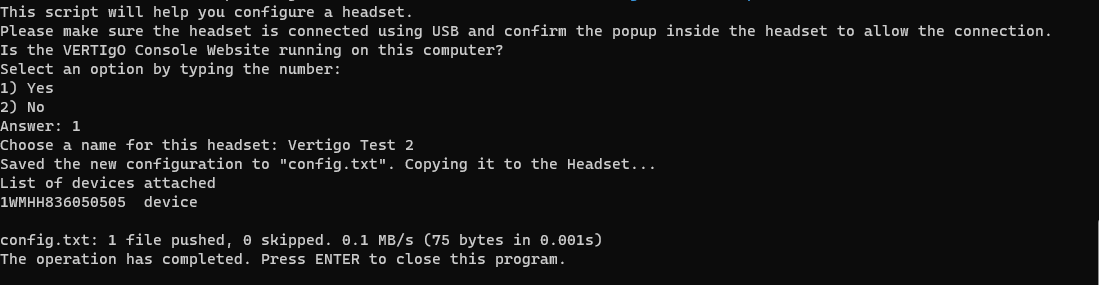 This script will help you configure a headset.
Please make sure the headset is connected using USB and confirm the popup inside the headset to allow the connection.
Is the VERTIgO Console Website running on this computer?
Select an option by typing the number:
1) Yes
2) No
Answer: 1
Choose a name for this headset: Vertigo Test 2
Saved the new configuration to "config.txt". Copying it to the Headset...
List of devices attached
1WMHH836050505  device
config.txt: 1 file pushed, 0 skipped. 0.1 MB/s (75 bytes in 0.001s)
The operation has completed. Press ENTER to close this program.